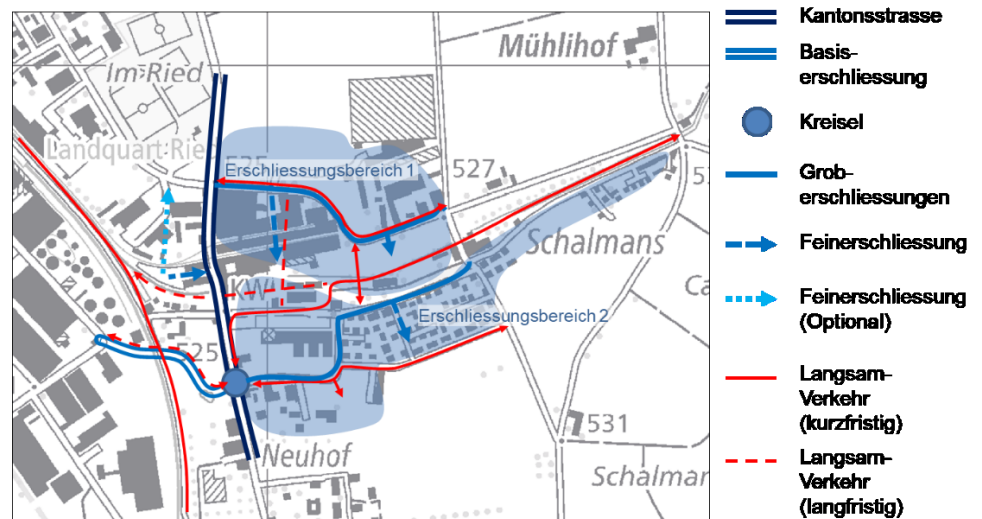 Mühlihof
Im Ried
Landquart Rie
525
Erschliessungsbereich 1
527
Schalmans
KW
Ca
Erschliessungsbereich 2
525
531
Neuhof
Schalmar
Kantonsstrasse
Basis-
erschliessung
Kreisel
Grob-
erschliessungen
Feinerschliessung
Feinerschliessung
(Optional)
Langsam-
Verkehr
(kurzfristig)
Langsam-
Verkehr
(langfristig)